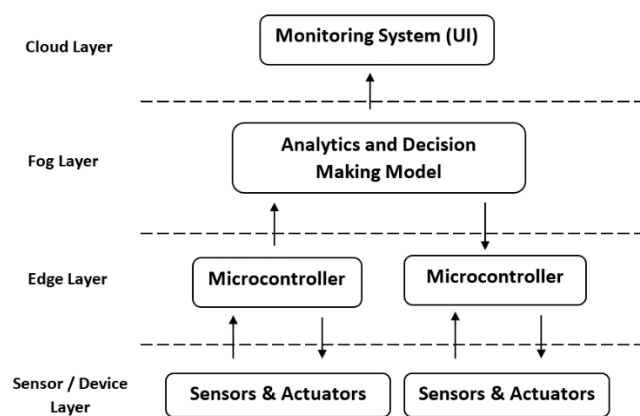 Cloud Layer
Monitoring System (UI)
Fog Layer
Analytics and Decision
Making Model
Edge Layer
Microcontroller
Microcontroller
Sensor / Device
Layer
Sensors & Actuators
Sensors & Actuators